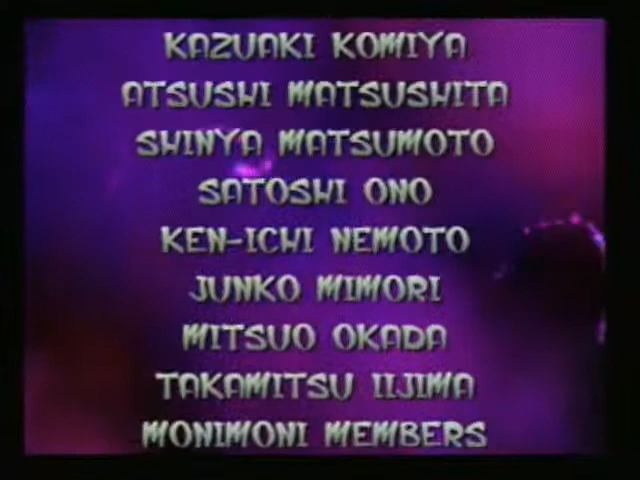 KAZUAKI KOMIYA
ATSUSHI MATSUSHITA
SHINYA MATSUMOTO
SATOSHI ONO
KEN-ICHI NEMOTO
JUNKO MIMORI
MITSUO OKADA
TAKAMITSU IIJIMA
MONIMONI MEMBERS